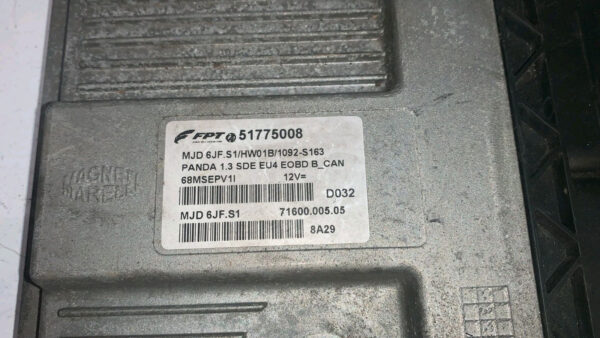 FPT 51775008
MJD 6JF.S1/HW01B/1092-S163
PANDA 1.3 SDE EU4 EOBD B_CAN
68MSEPV1I 12V=
D032
MJD 6JF.S1 71600.005.05
8A29
MAGNETI
MARELLI